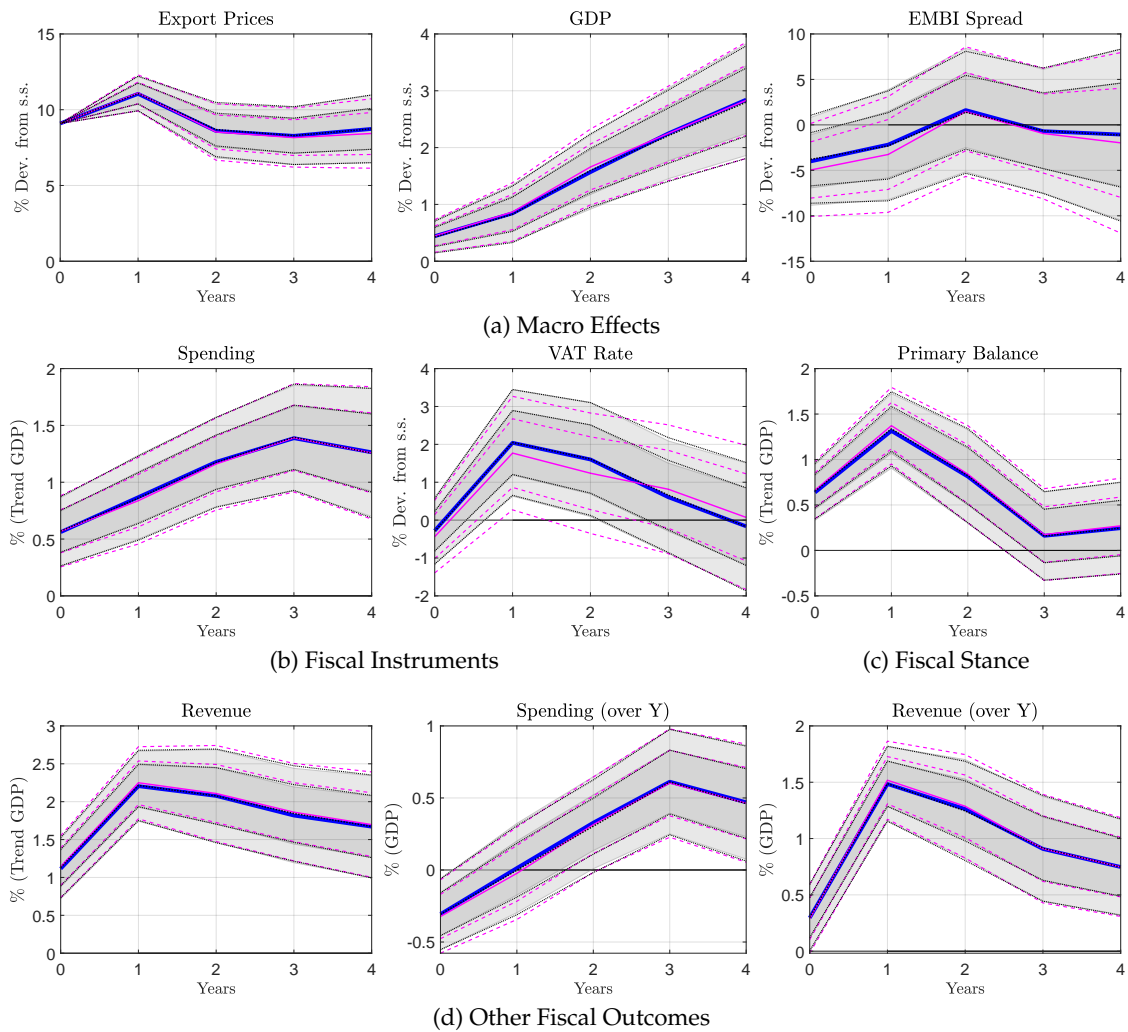 Export Prices
GDP
EMBI Spread
% Dev. from s.s.
15
10
5
0
0 1 2 3 4
Years
% Dev. from s.s.
4
3
2
1
0
0 1 2 3 4
Years
% Dev. from s.s.
10
5
0
-5
-10
-15
0 1 2 3 4
Years
(a) Macro Effects
Spending
VAT Rate
Primary Balance
% (Trend GDP)
2
1.5
1
0.5
0
0 1 2 3 4
Years
% Dev. from s.s.
4
3
2
1
0
-1
-2
0 1 2 3 4
Years
% (Trend GDP)
2
1.5
1
0.5
0
-0.5
0 1 2 3 4
Years
(b) Fiscal Instruments
(c) Fiscal Stance
Revenue
Spending (over Y)
Revenue (over Y)
% (Trend GDP)
3
2.5
2
1.5
1
0.5
0
0 1 2 3 4
Years
% (GDP)
1
0.5
0
-0.5
0 1 2 3 4
Years
% (GDP)
2
1.5
1
0.5
0
0 1 2 3 4
Years
(d) Other Fiscal Outcomes